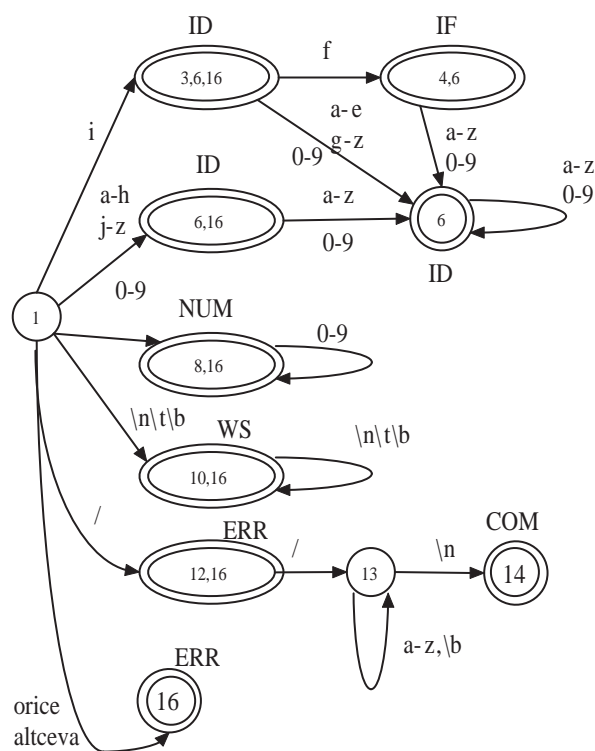 ID
IF
3,6,16
f
4,6
i
a-e
g-z
0-9
a-z
0-9
ID
a-h
j-z
6,16
a-z
0-9
6
a-z
0-9
ID
0-9
1
NUM
8,16
0-9
\n\t\b
WS
10,16
\n\t\b
/
ERR
12,16
/
13
\n
COM
14
a-z,\b
ERR
16
orice
altceva